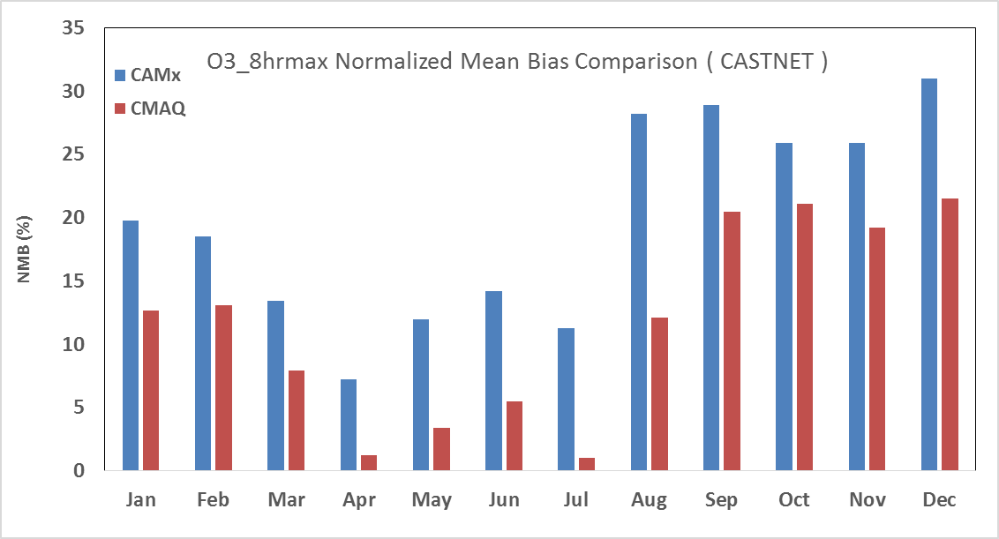 O3_8hrmax Normalized Mean Bias Comparison ( CASTNET )
CAMx
CMAQ
NMB (%)
35
30
25
20
15
10
5
0
Jan Feb Mar Apr May Jun Jul Aug Sep Oct Nov Dec